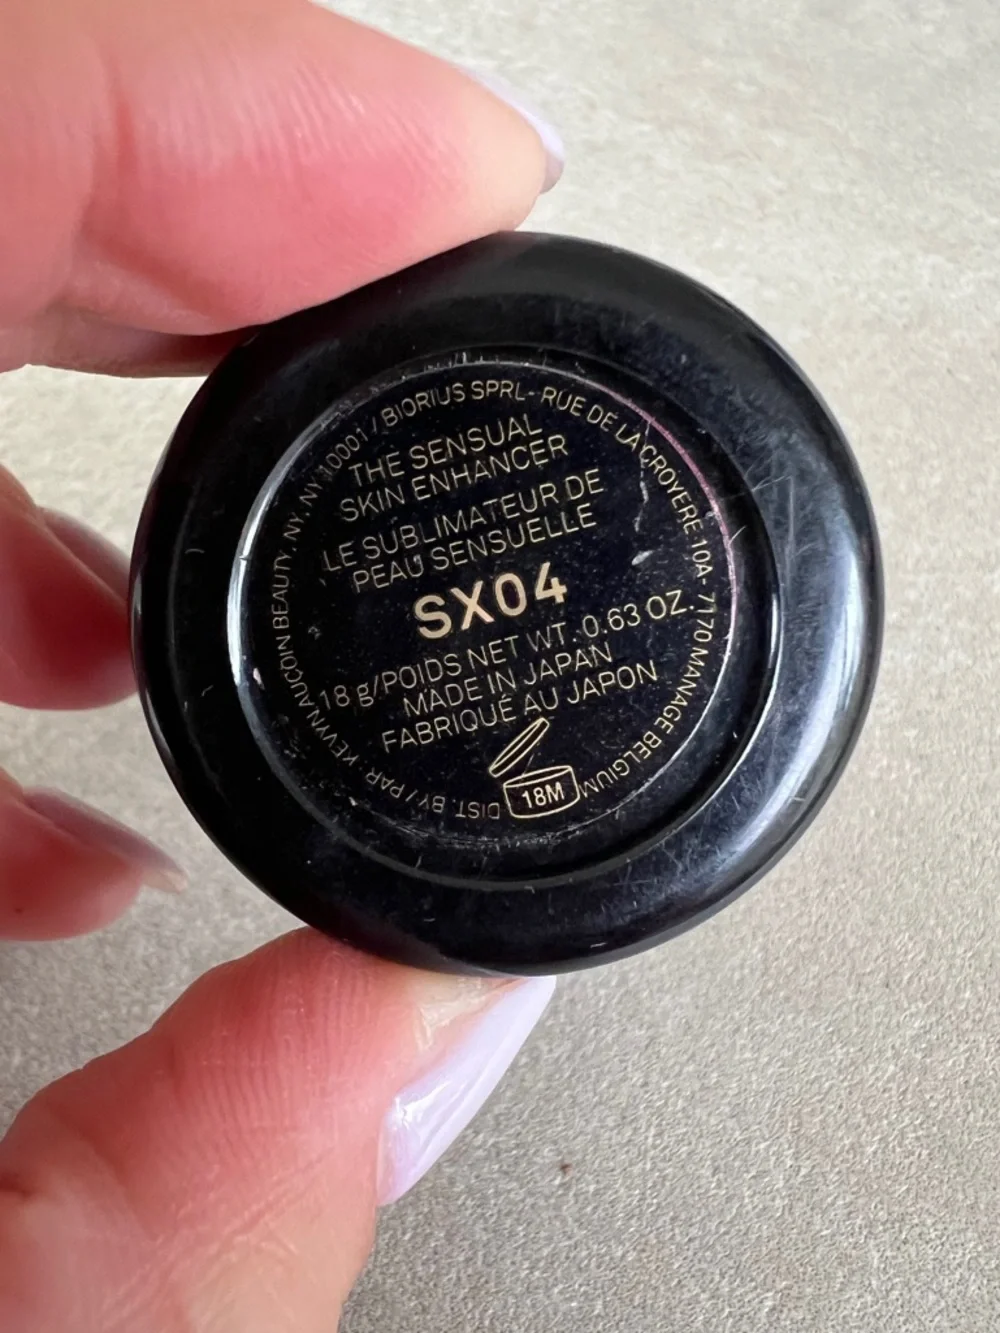 THE SENSUAL
SKIN ENHANCER
LE SUBLIMATEUR DE
PEAU SENSUELLE
SX04
18 g/POIDS NET WT. 0.63 OZ.
MADE IN JAPAN
FABRIQUÉ AU JAPON
18M
DIST. BY / PAR: KEVYN AUCOIN BEAUTY, NY, NY 10001 / BIORIUS SPRL- RUE DE LA CROYERE 10A- 7170 MANAGE BELGIUM